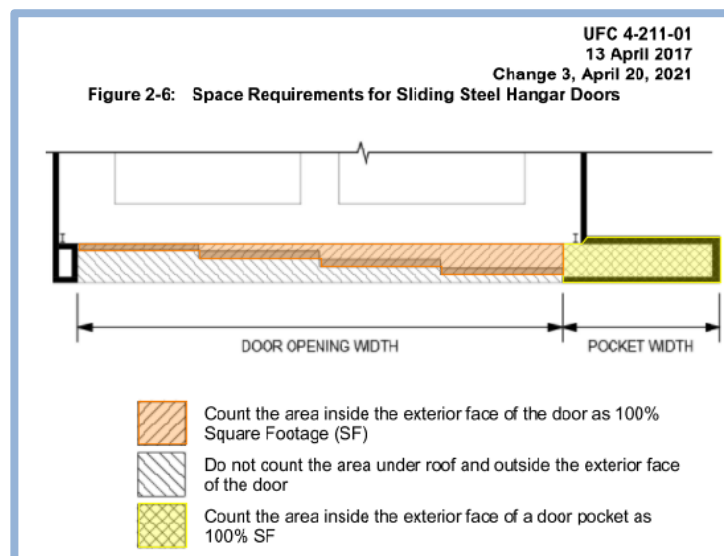 UFC 4-211-01
13 April 2017
Change 3, April 20, 2021
Figure 2-6: Space Requirements for Sliding Steel Hangar Doors
DOOR OPENING WIDTH
POCKET WIDTH
Count the area inside the exterior face of the door as 100%
Square Footage (SF)
Do not count the area under roof and outside the exterior face
of the door
Count the area inside the exterior face of a door pocket as
100% SF